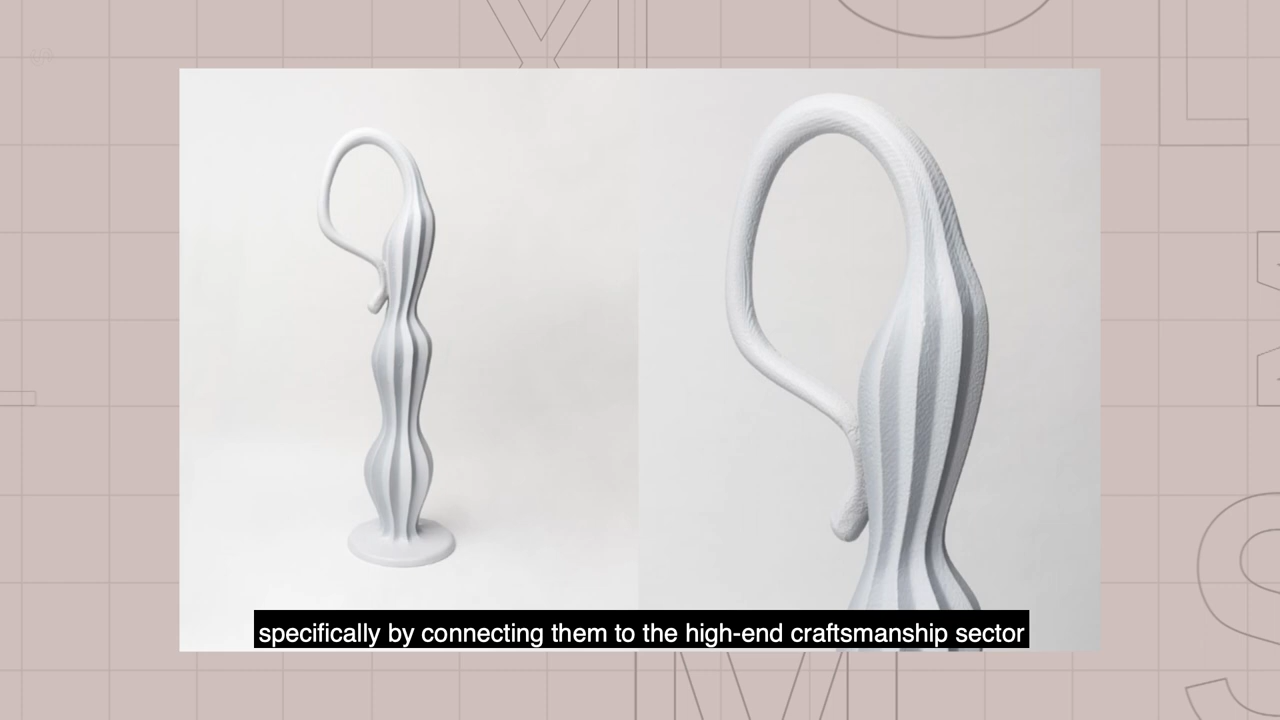 specifically by connecting them to the high-end craftsmanship sector